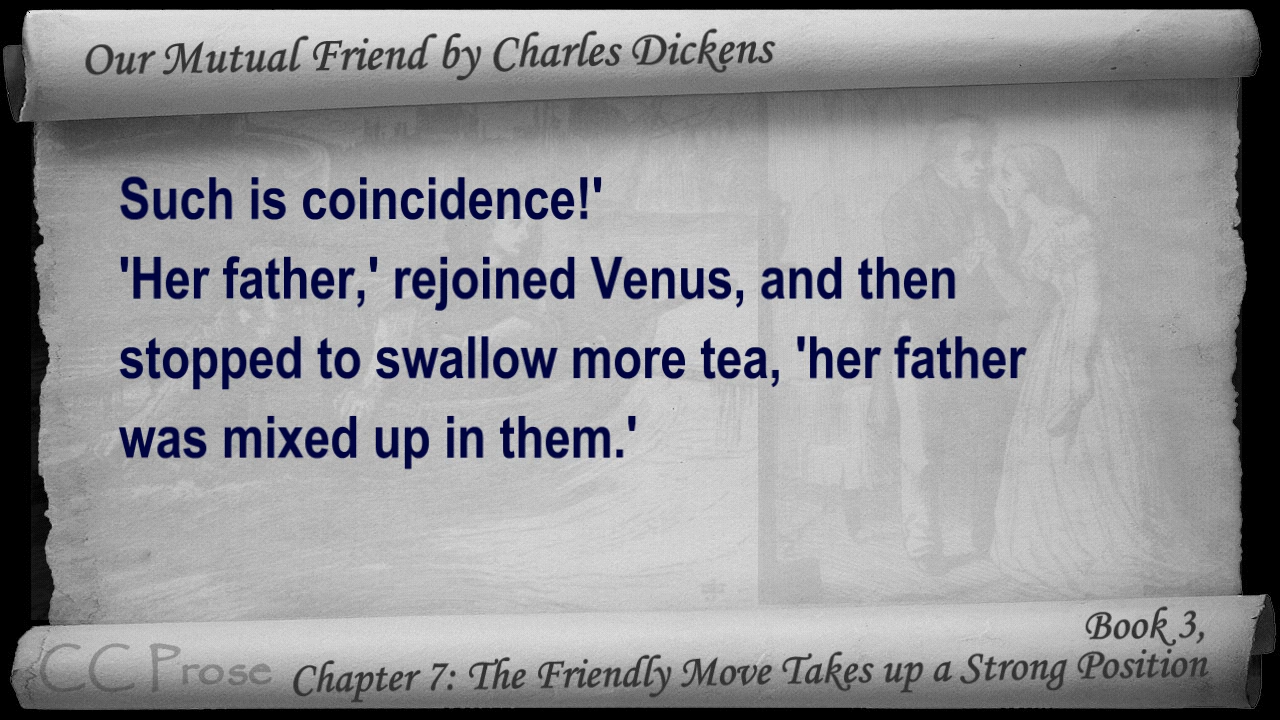 Our Mutual Friend by Charles Dickens
Such is coincidence!'
'Her father,' rejoined Venus, and then
stopped to swallow more tea, 'her father
was mixed up in them.'
Book 3,
CC Prose
Chapter 7: The Friendly Move Takes up a Strong Position